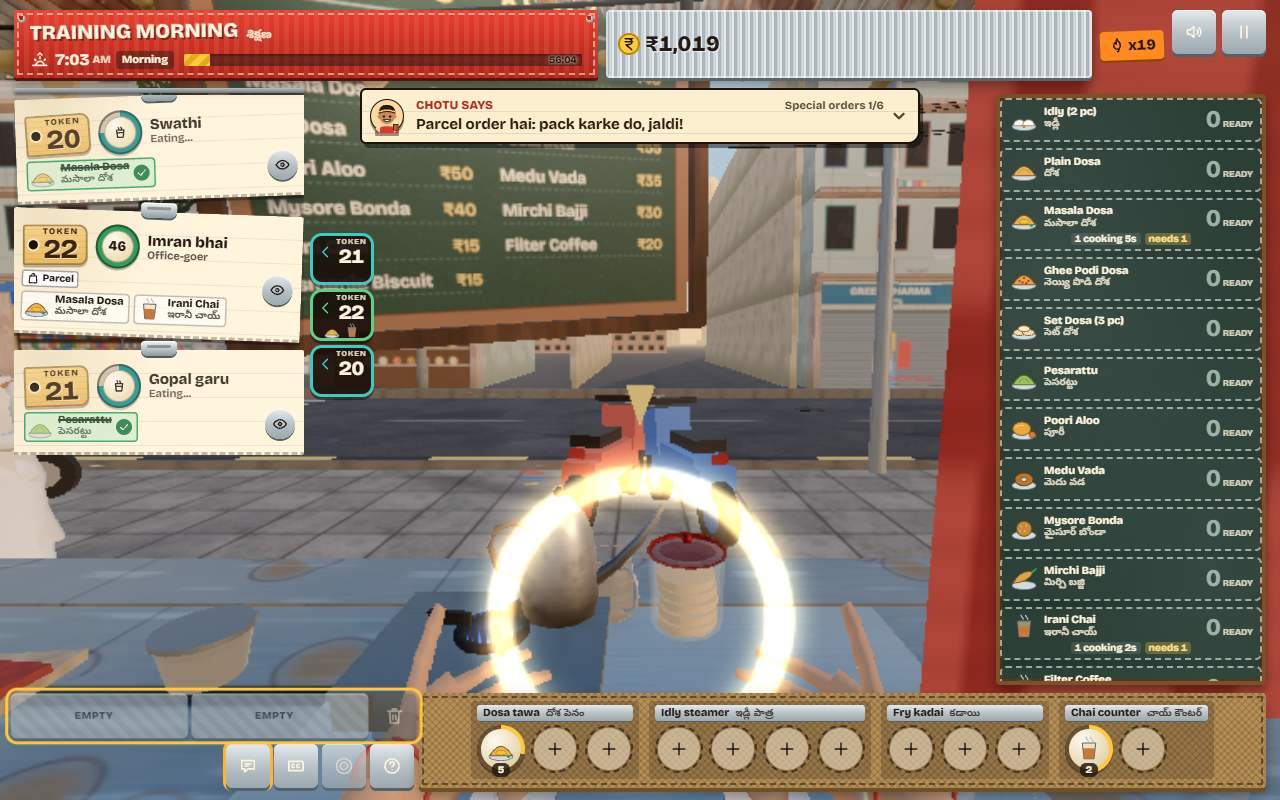 TRAINING MORNING శిక్షణ
7:03 AM Morning
56:04
₹ ₹1,019
x19
TOKEN
20
Swathi
Eating...
Masala Dosa
మసాలా దోశ
TOKEN
22
46
Imran bhai
Office-goer
Parcel
Masala Dosa
మసాలా దోశ
Irani Chai
ఇరానీ చాయ్
TOKEN
21
Gopal garu
Eating...
Pesarattu
పెసరట్టు
TOKEN
21
TOKEN
22
TOKEN
20
CHOTU SAYS
Special orders 1/6
Parcel order hai: pack karke do, jaldi!
Masala Dosa
₹50
Medu Vada ₹35
Mysore Bonda ₹40
Mirchi Bajji ₹30
₹15
Filter Coffee ₹20
Biscuit ₹15
Idly (2 pc)
ఇడ్లీ
0 READY
Plain Dosa
దోశ
0 READY
Masala Dosa
మసాలా దోశ
0 READY
1 cooking 5s needs 1
Ghee Podi Dosa
నెయ్యి పొడి దోశ
0 READY
Set Dosa (3 pc)
సెట్ దోశ
0 READY
Pesarattu
పెసరట్టు
0 READY
Poori Aloo
పూరీ
0 READY
Medu Vada
మెదు వడ
0 READY
Mysore Bonda
మైసూర్ బోండా
0 READY
Mirchi Bajji
మిర్చి బజ్జి
0 READY
Irani Chai
ఇరానీ చాయ్
0 READY
1 cooking 2s needs 1
Filter Coffee
EMPTY
EMPTY
CC
Dosa tawa దోశ పెనం
5
Idly steamer ఇడ్లీ పాత్ర
Fry kadai కడాయి
Chai counter చాయ్ కౌంటర్
2